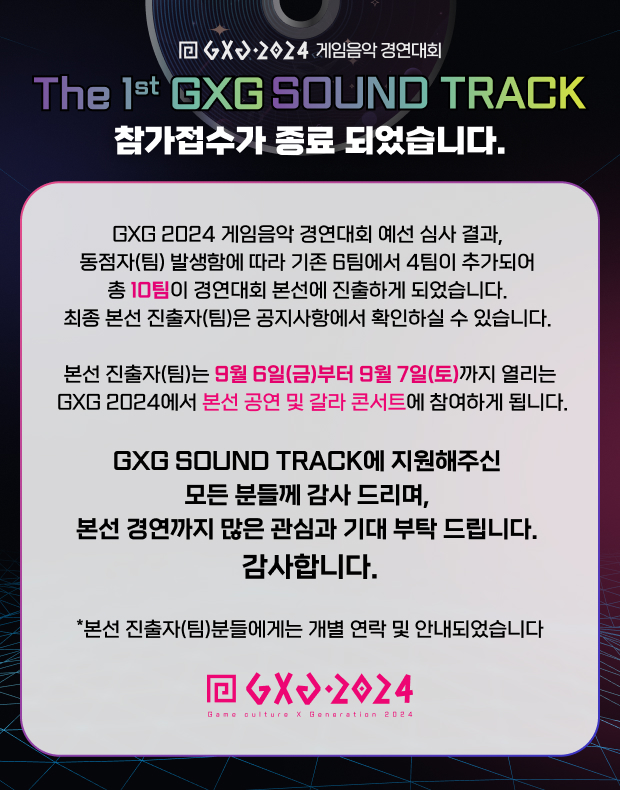 GXG·2024 게임음악 경연대회
The 1st GXG SOUND TRACK
참가접수가 종료 되었습니다.
GXG 2024 게임음악 경연대회 예선 심사 결과,
동점자(팀) 발생함에 따라 기존 6팀에서 4팀이 추가되어
총 10팀이 경연대회 본선에 진출하게 되었습니다.
최종 본선 진출자(팀)은 공지사항에서 확인하실 수 있습니다.
본선 진출자(팀)는 9월 6일(금)부터 9월 7일(토)까지 열리는
GXG 2024에서 본선 공연 및 갈라 콘서트에 참여하게 됩니다.
GXG SOUND TRACK에 지원해주신
모든 분들께 감사 드리며,
본선 경연까지 많은 관심과 기대 부탁 드립니다.
감사합니다.
*본선 진출자(팀)분들에게는 개별 연락 및 안내되었습니다
GXG·2024
Game culture X Generation 2024